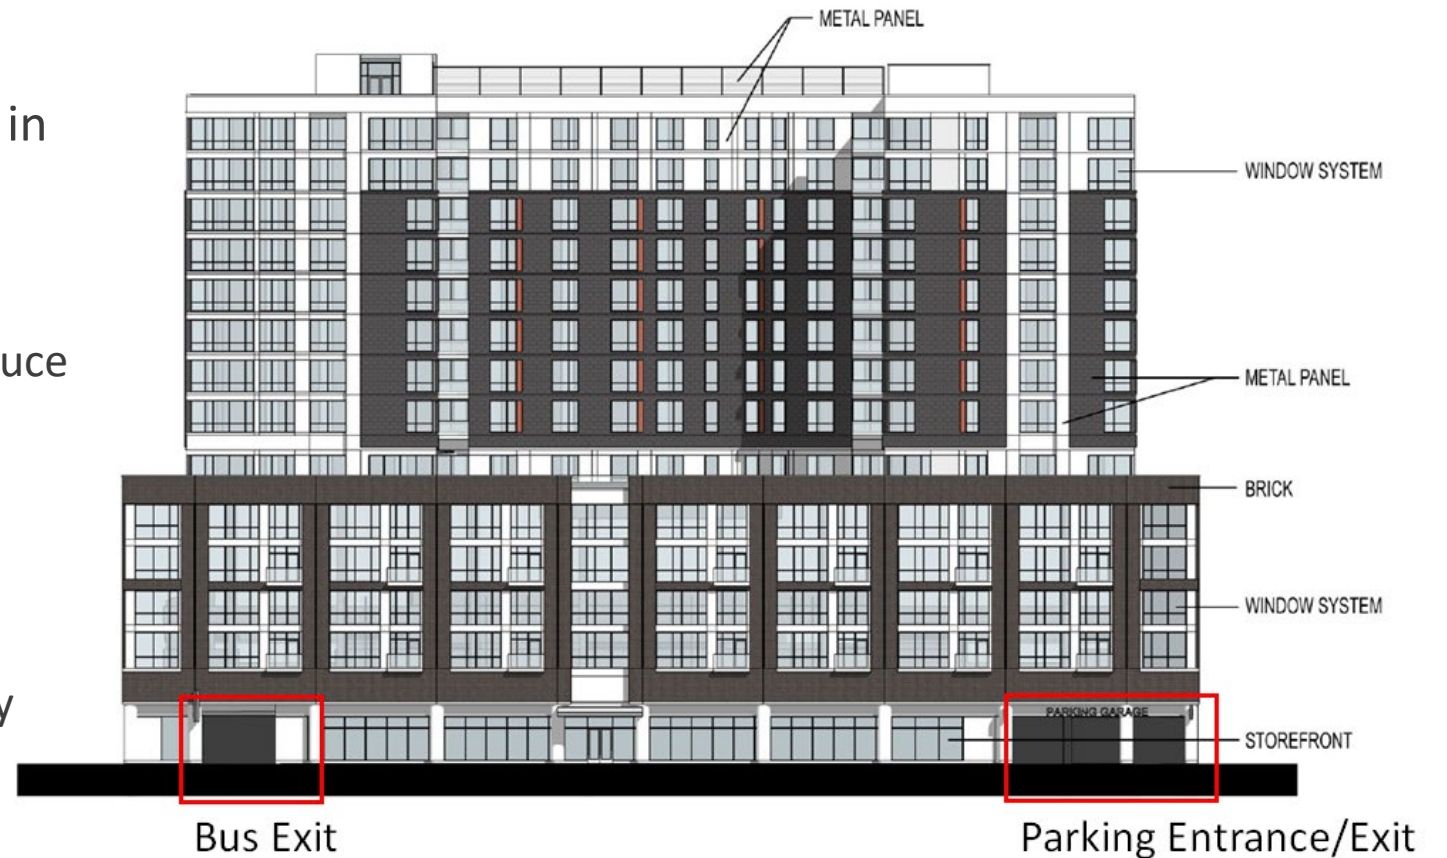 METAL PANEL
in
WINDOW SYSTEM
uce
METAL PANEL
BRICK
WINDOW SYSTEM
y
PARKING GARAGE
STOREFRONT
Bus Exit
Parking Entrance/Exit